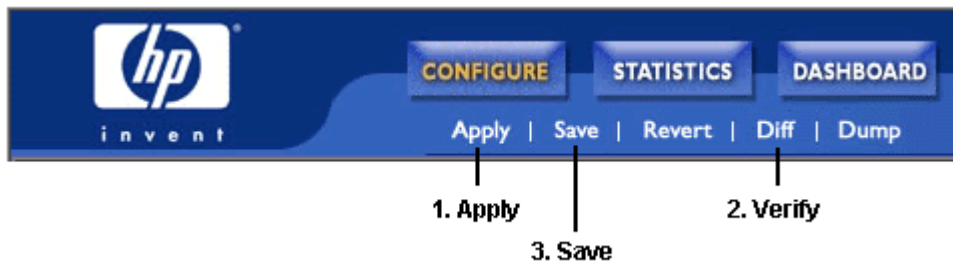 hp
invent
CONFIGURE STATISTICS DASHBOARD
Apply | Save | Revert | Diff | Dump
1. Apply 2. Verify
3. Save